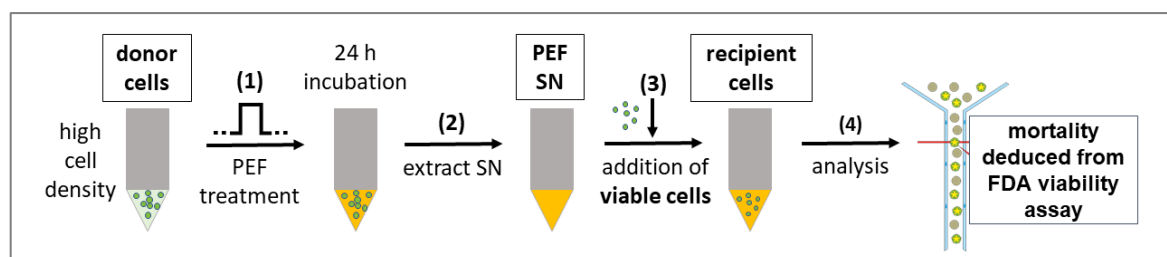 donor
cells
high
cell
density
(1)
PEF
treatment
24 h
incubation
(2)
extract SN
PEF
SN
(3)
addition of
viable cells
recipient
cells
(4)
analysis
mortality
deduced from
FDA viability
assay